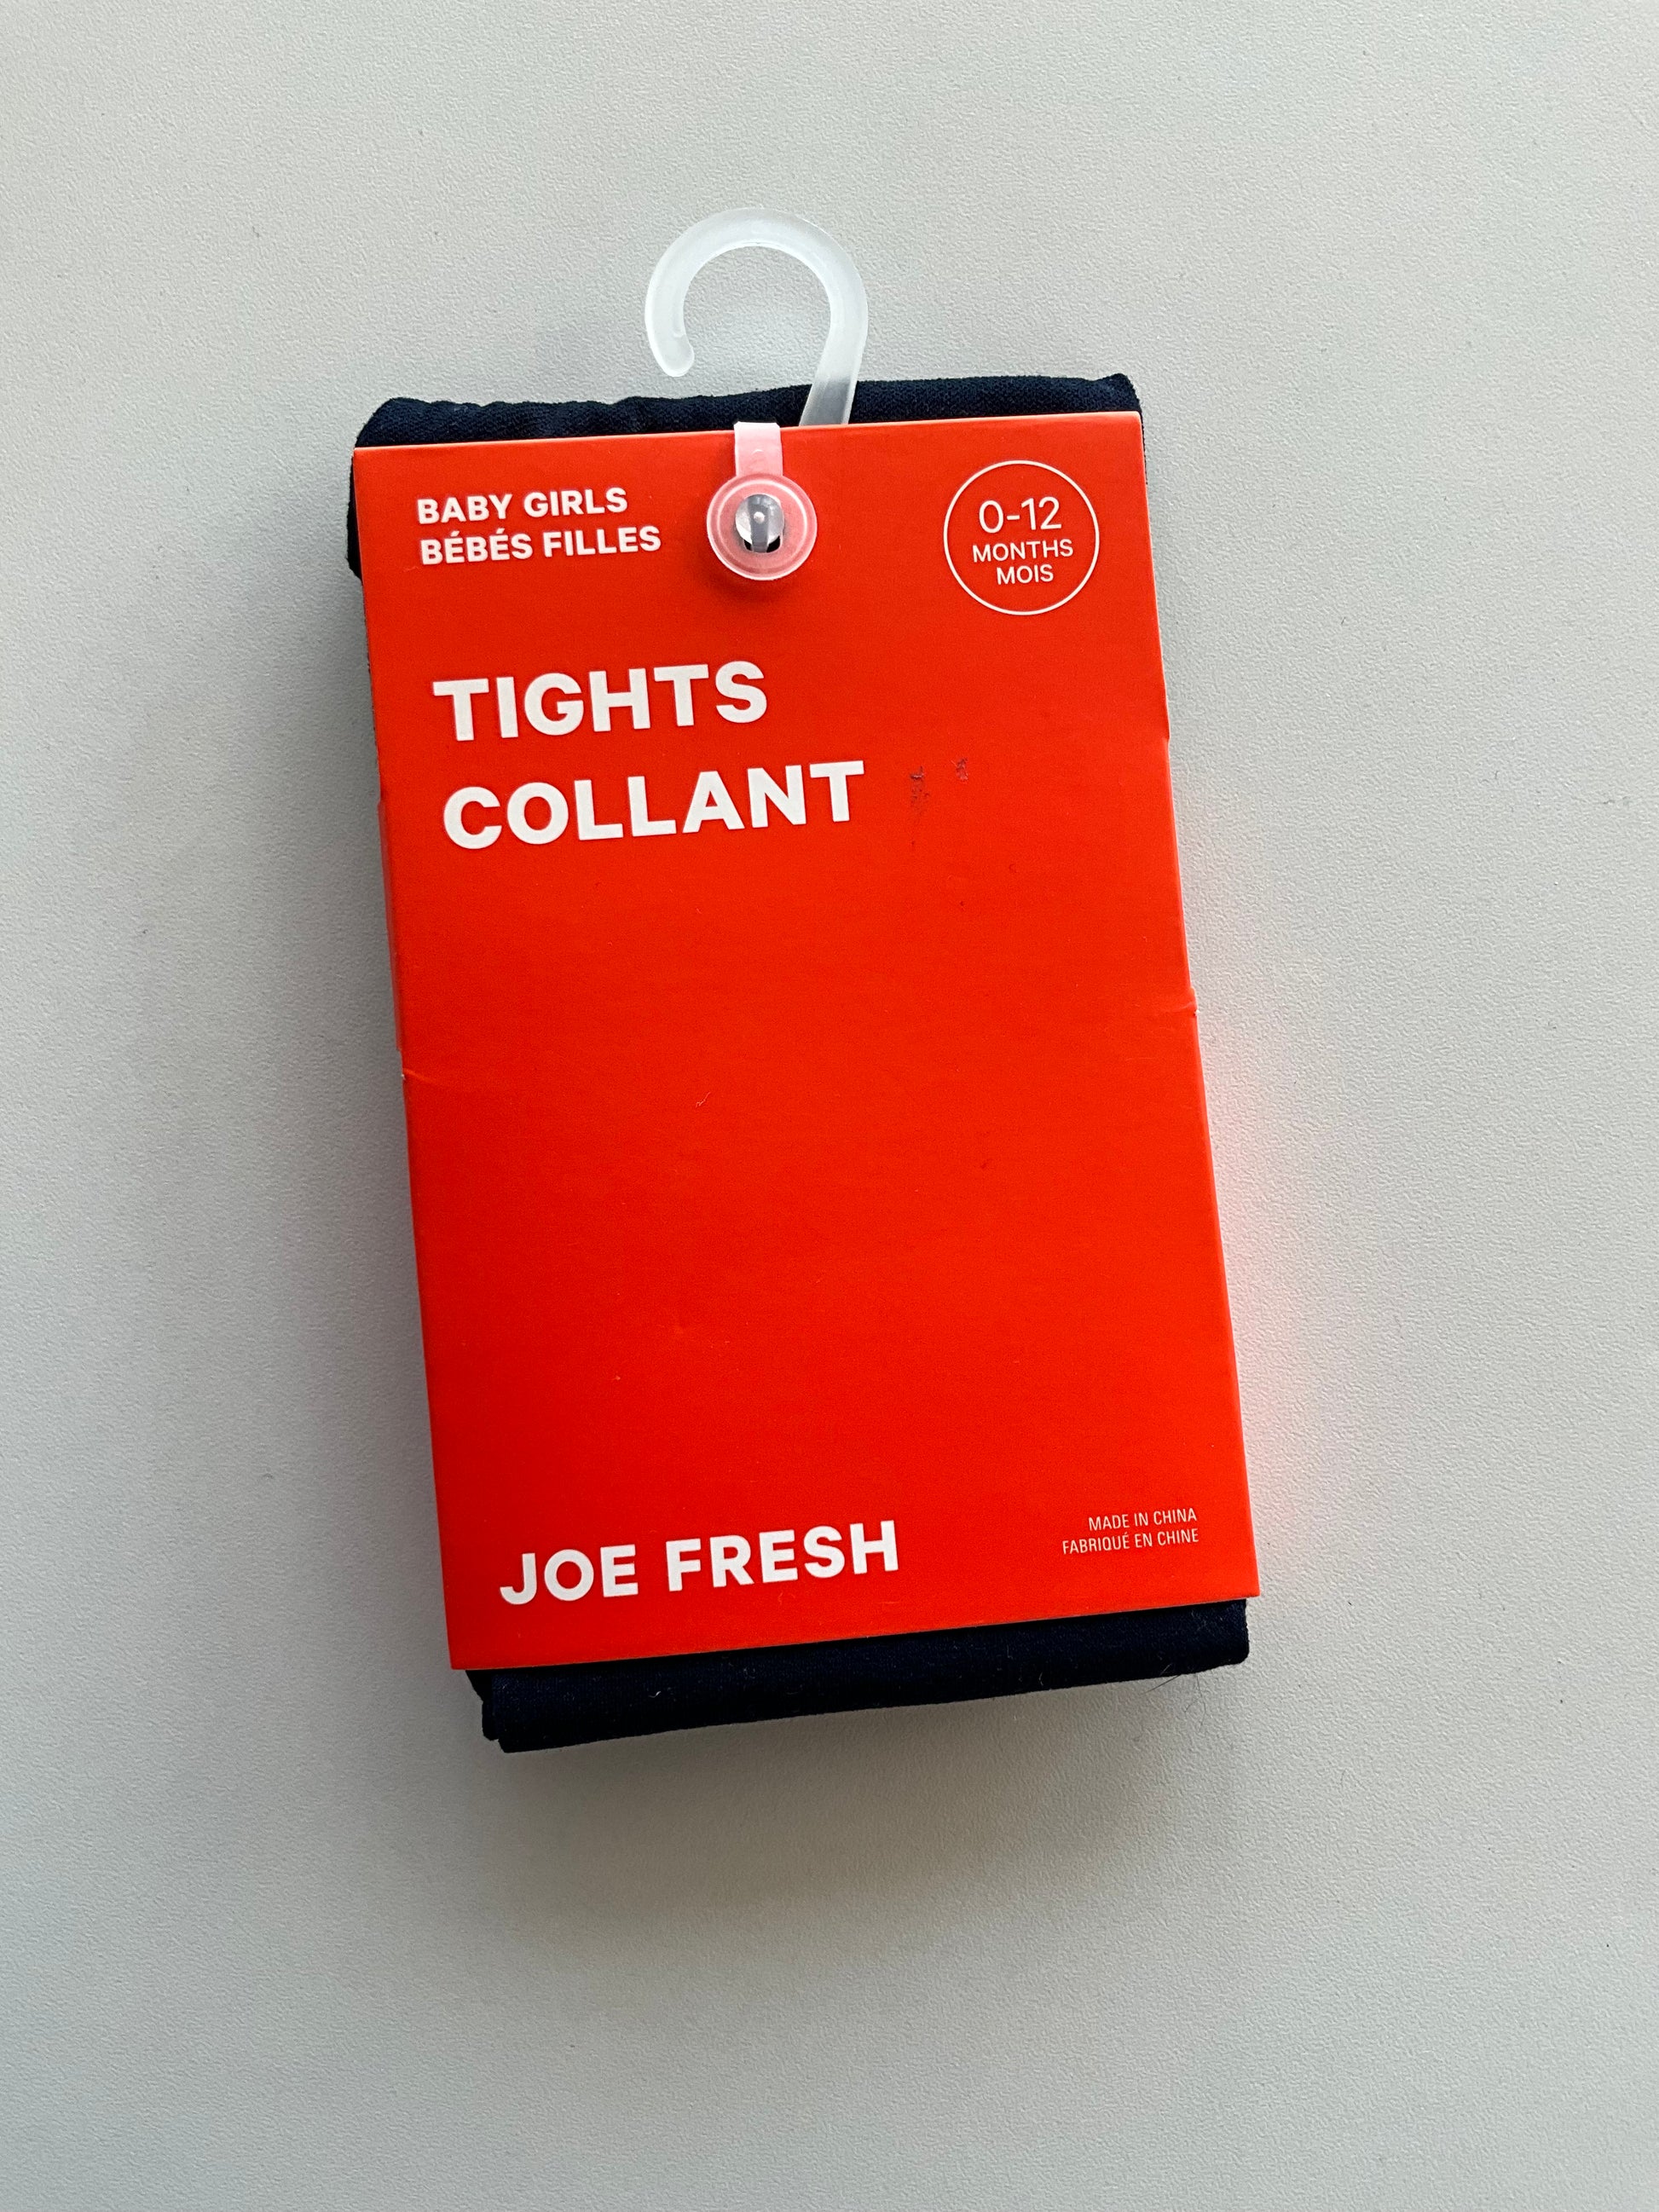 BABY GIRLS
BÉBÉS FILLES
0-12
MONTHS
MOIS
TIGHTS
COLLANT
JOE FRESH
MADE IN CHINA
FABRIQUÉ EN CHINE